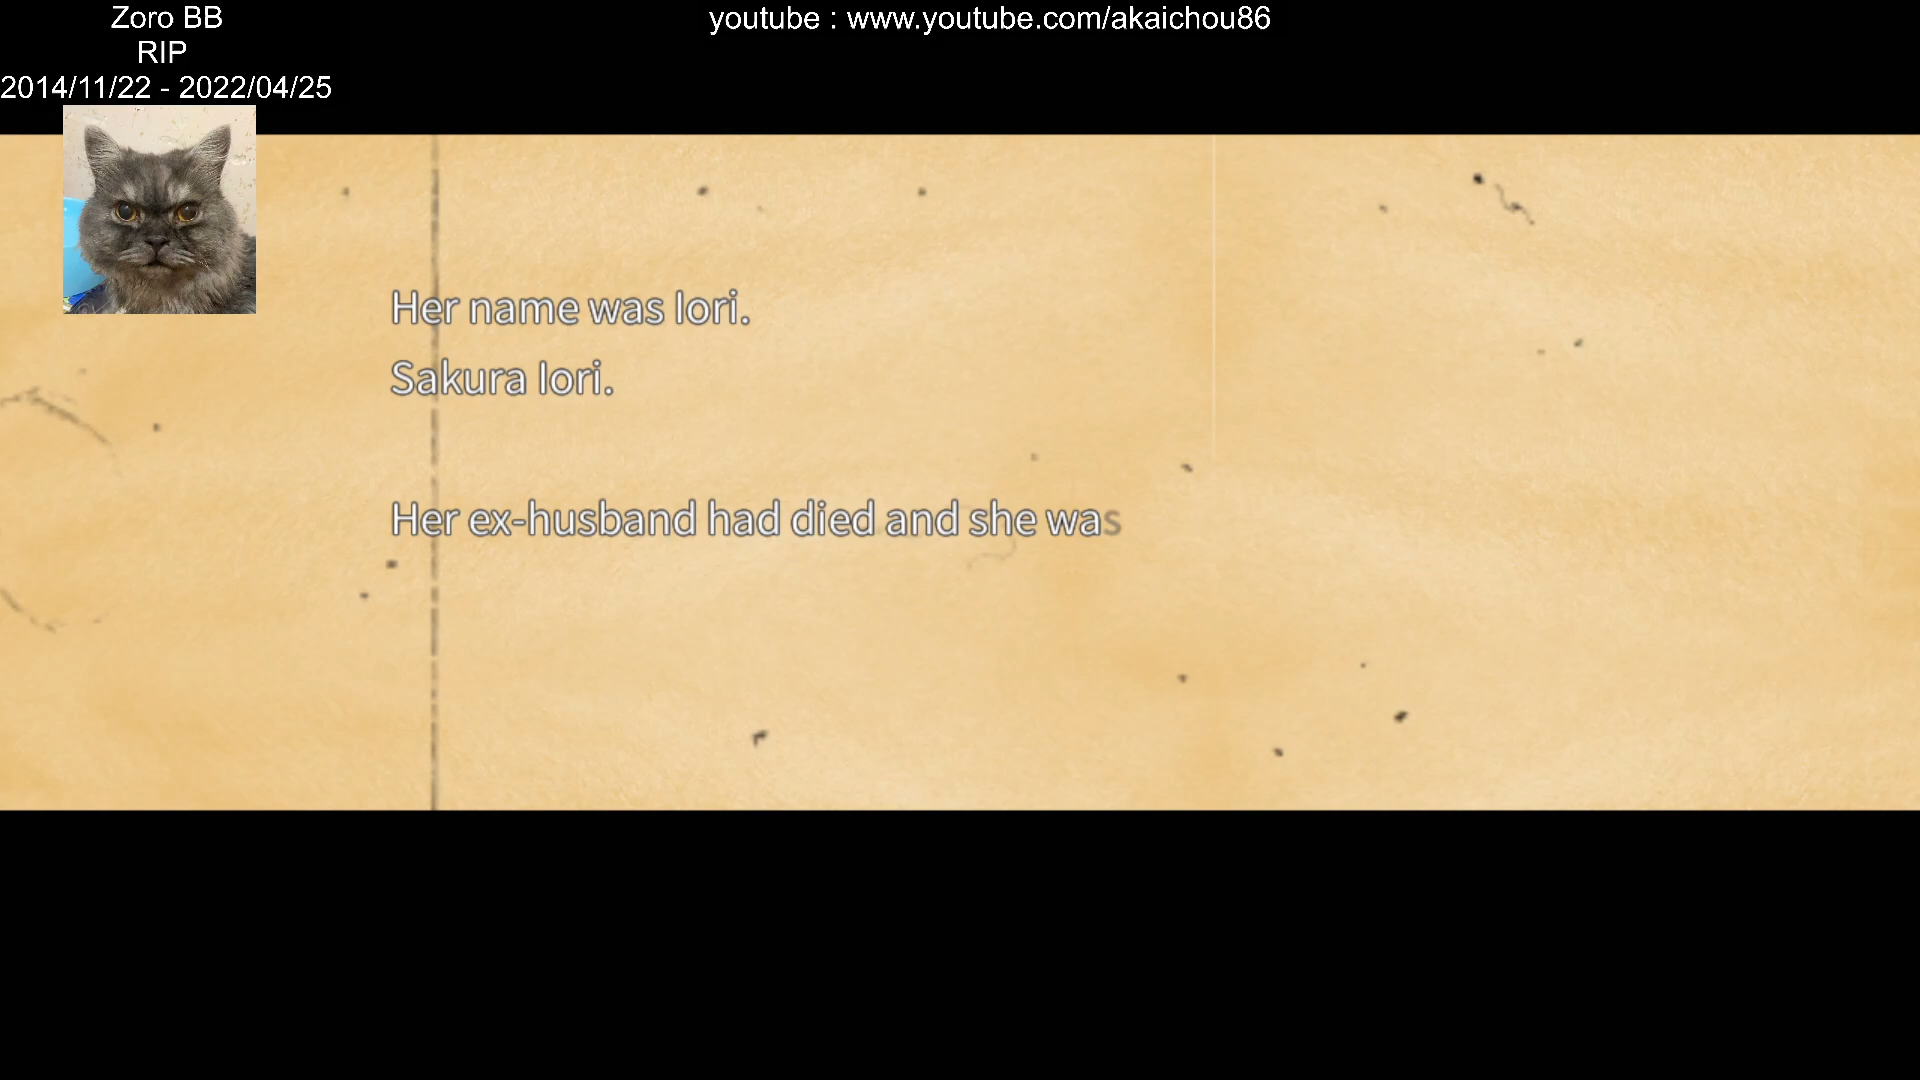 Zoro BB
RIP
2014/11/22 - 2022/04/25
youtube : www.youtube.com/akaichou86
Her name was Iori.
Sakura Iori.
Her ex-husband had died and she was